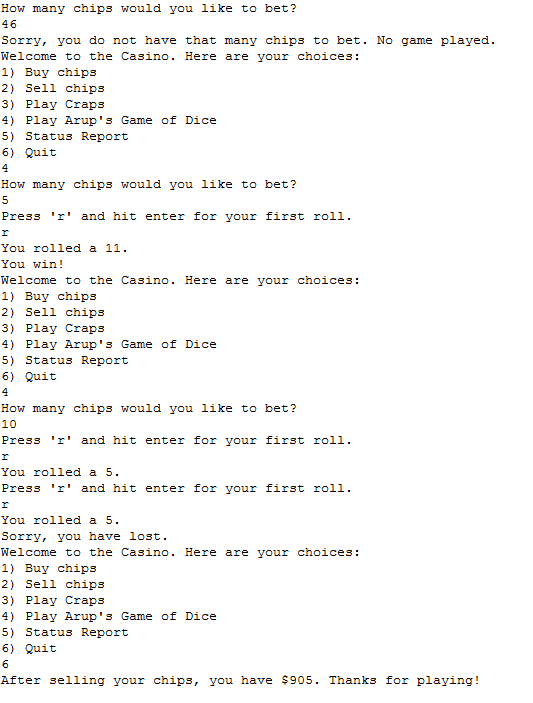 How many chips would you like to bet?
46
Sorry, you do not have that many chips to bet. No game played.
Welcome to the Casino. Here are your choices:
1) Buy chips
2) Sell chips
3) Play Craps
4) Play Arup's Game of Dice
5) Status Report
6) Quit
4
How many chips would you like to bet?
5
Press 'r' and hit enter for your first roll.
r
You rolled a 11.
You win!
Welcome to the Casino. Here are your choices:
1) Buy chips
2) Sell chips
3) Play Craps
4) Play Arup's Game of Dice
5) Status Report
6) Quit
4
How many chips would you like to bet?
10
Press 'r' and hit enter for your first roll.
r
You rolled a 5.
Press 'r' and hit enter for your first roll.
r
You rolled a 5.
Sorry, you have lost.
Welcome to the Casino. Here are your choices:
1) Buy chips
2) Sell chips
3) Play Craps
4) Play Arup's Game of Dice
5) Status Report
6) Quit
6
After selling your chips, you have $905. Thanks for playing!